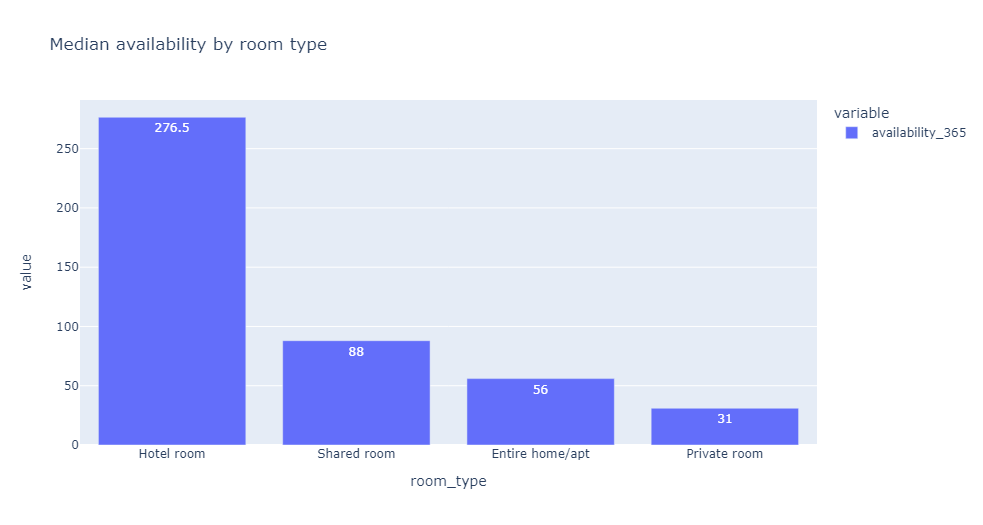 Median availability by room type
variable
availability_365
value
250
200
150
100
50
0
276.5
88
56
31
Hotel room
Shared room
Entire home/apt
Private room
room_type